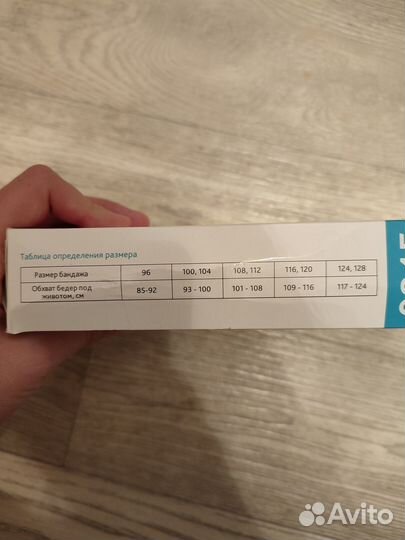 Таблица определения размера
Размер бандажа 96 100, 104 108, 112 116, 120 124, 128
Обхват бедер под
животом, см 85-92 93 - 100 101 - 108 109 - 116 117 - 124
Avito